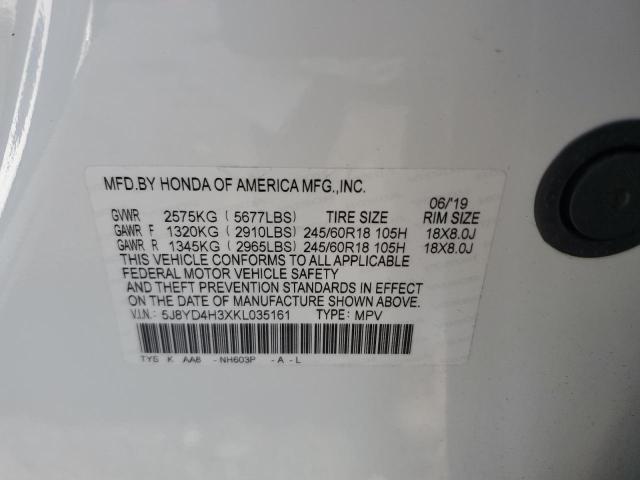 MFD.BY HONDA OF AMERICA MFG.,INC.
06/'19
GVWR 2575KG (5677LBS) TIRE SIZE RIM SIZE
GAWR F 1320KG (2910LBS) 245/60R18 105H 18X8.0J
GAWR R 1345KG (2965LBS) 245/60R18 105H 18X8.0J
THIS VEHICLE CONFORMS TO ALL APPLICABLE
FEDERAL MOTOR VEHICLE SAFETY
AND THEFT PREVENTION STANDARDS IN EFFECT
ON THE DATE OF MANUFACTURE SHOWN ABOVE.
V.I.N.: 5J8YD4H3XKL035161 TYPE: MPV
TYS K AA8 -NH603P -A -L